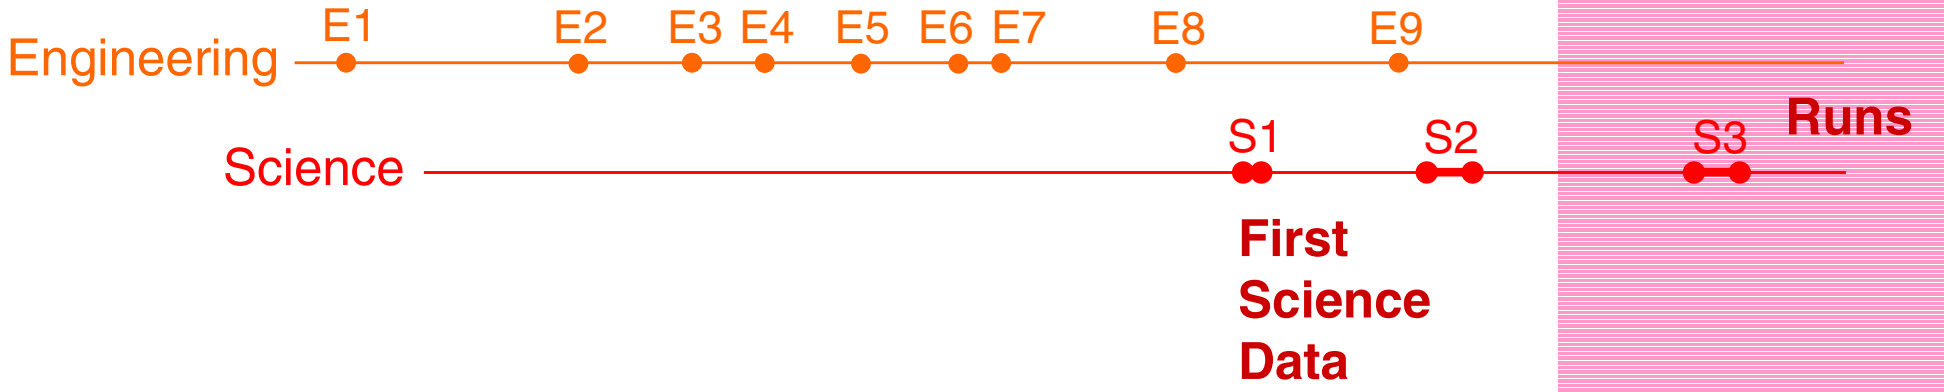 Engineering E1 E2 E3 E4 E5 E6 E7 E8 E9
Runs
Science S1 S2 S3
First
Science
Data